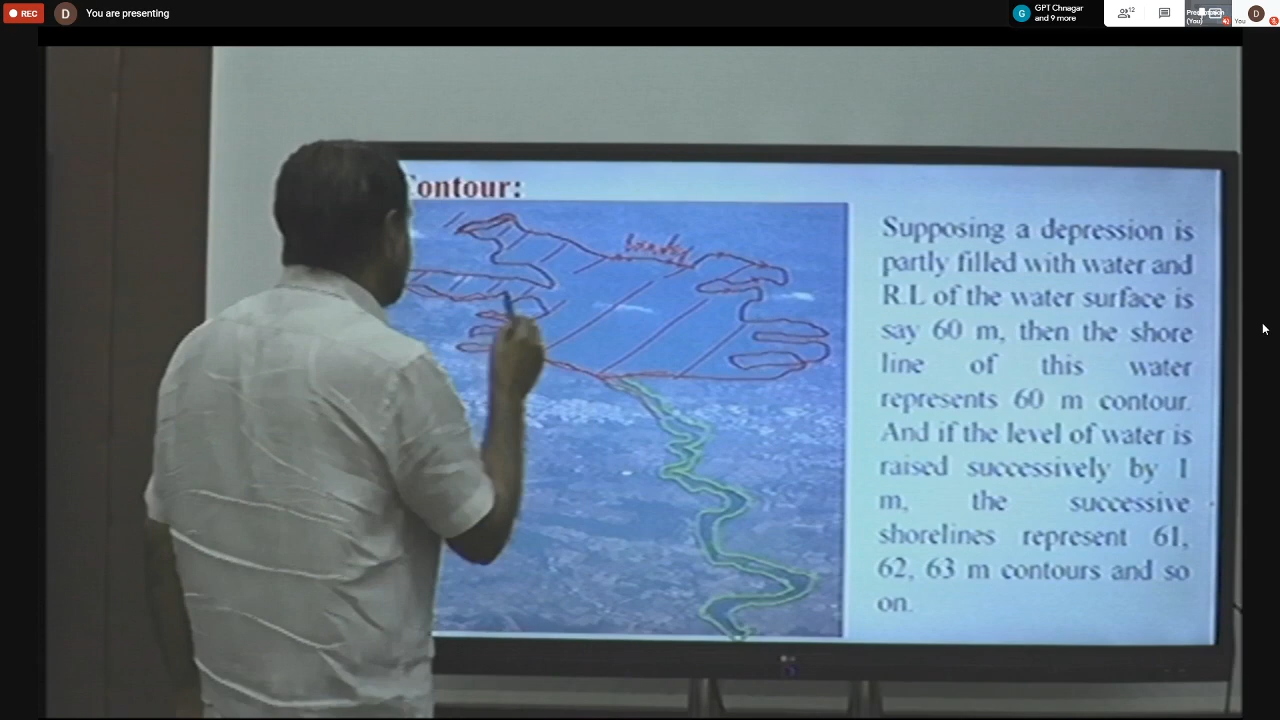 REC
D
You are presenting
G
GPT Chnagar
and 9 more
12
(You)
You
D
ontour:
Supposing a depression is
partly filled with water and
R.L of the water surface is
say 60 m, then the shore
line of this water
represents 60 m contour.
And if the level of water is
raised successively by 1
m, the successive
shorelines represent 61,
62, 63 m contours and so
on.